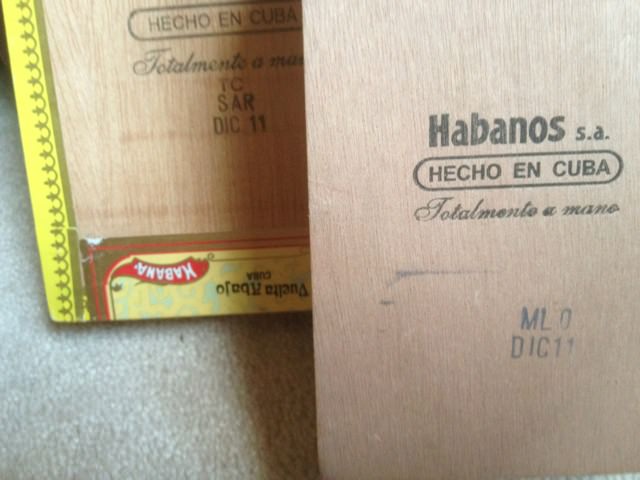 HECHO EN CUBA
Totalmente a man
TC
SAR
DIC 11
HABANA
Vuelta Abajo
CUBA
Habanos s.a.
HECHO EN CUBA
Totalmente a mano
ML 0
DIC11